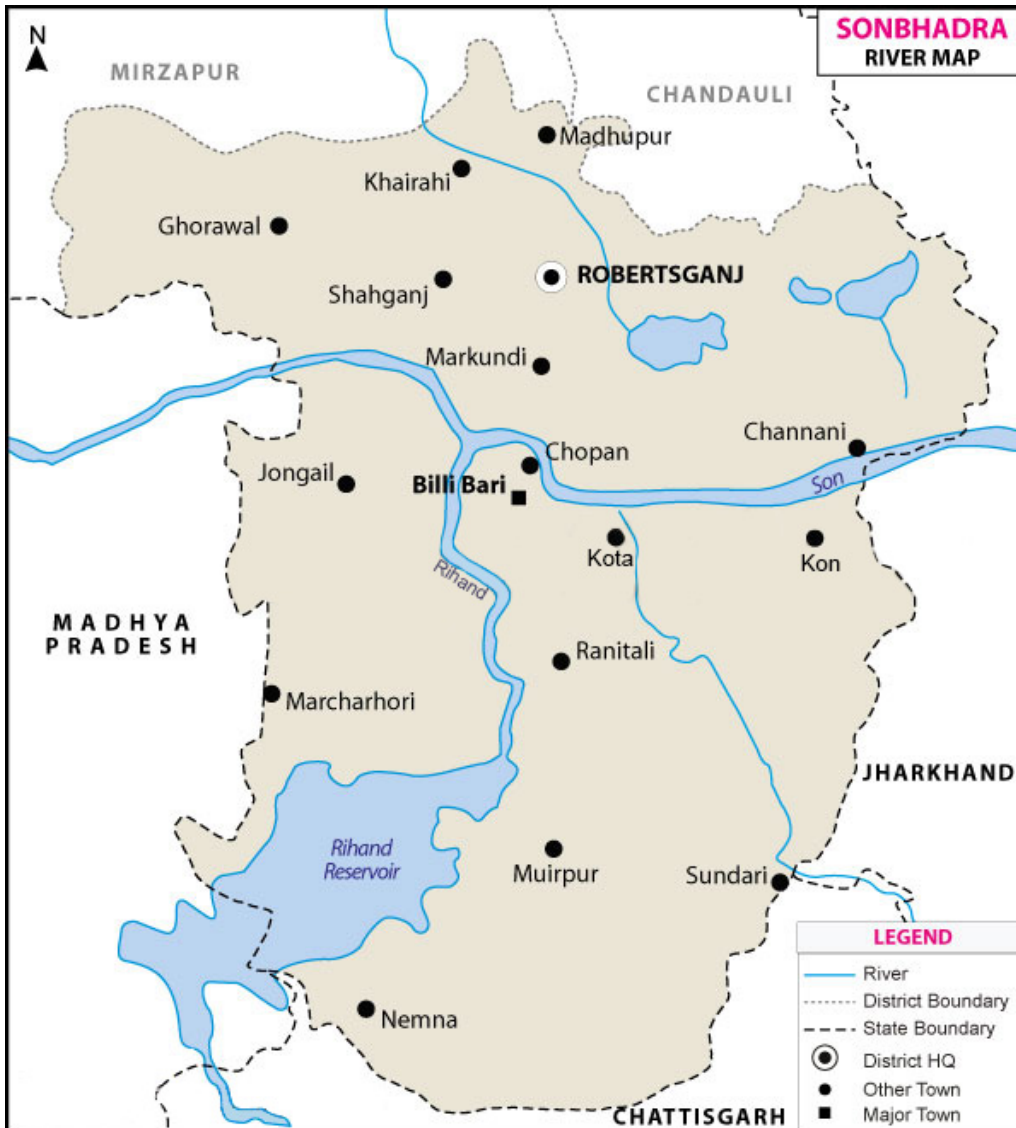 SONBHADRA
RIVER MAP
N
MIRZAPUR
CHANDAULI
Madhupur
Khairahi
Ghorawal
ROBERTSGANJ
Shahganj
Markundi
Channani
Chopan
Jongail
Billi Bari
Son
Kota
Kon
Rihand
MADHYA
PRADESH
Ranitali
Marcharhori
JHARKHAND
Rihand
Reservoir
Muirpur
Sundari
Nemna
CHATTISGARH
LEGEND
River
District Boundary
State Boundary
District HQ
Other Town
Major Town